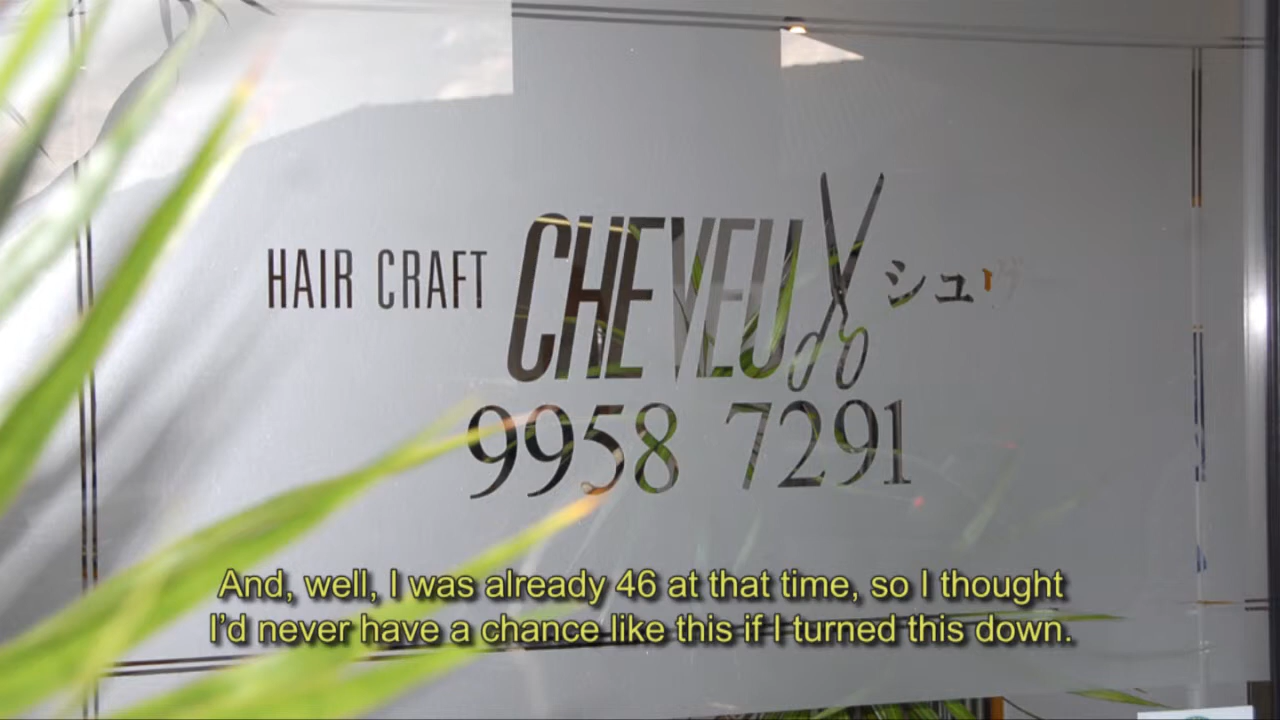 HAIR CRAFT CHEVEUX シュヴ
9958 7291
And, well, I was already 46 at that time, so I thought
I'd never have a chance like this if I turned this down.